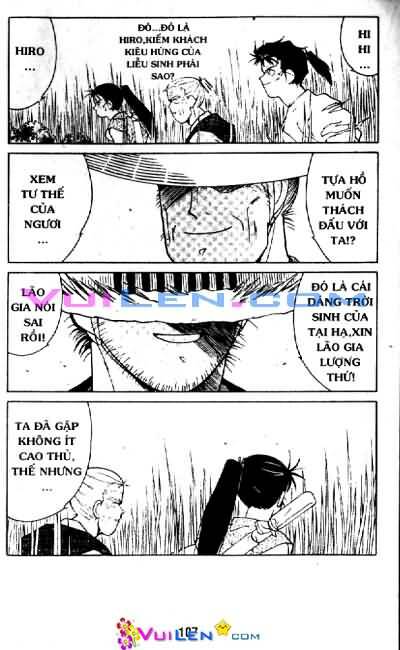 HI
HI
...
ĐÓ...ĐÓ LÀ
HIRO,KIẾM KHÁCH
KIÊU HÙNG CỦA
LIỄU SINH PHÁI
SAO?
HIRO
...
TỰA HỒ
MUỐN
THÁCH
ĐẤU VỚI
TA!?
XEM
TƯ THẾ
CỦA
NGƯƠI
...
ĐÓ LÀ CÁI
DÁNG TRỜI
SINH CỦA
TẠI HẠ,XIN
LÃO GIA
LƯỢNG
THỨ!
LÃO
GIA NÓI
SAI
RỒI!
VUILEN.COM
TA ĐÃ GẶP
KHÔNG ÍT
CAO THỦ,
THẾ NHƯNG
...
107
VUILEN.COM